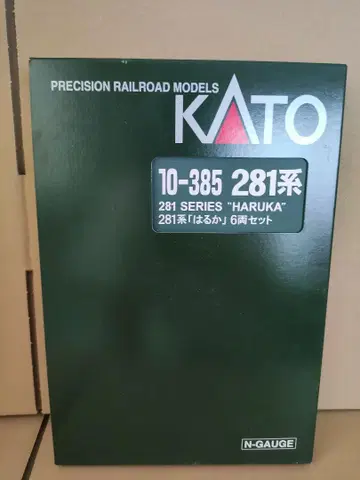 PRECISION RAILROAD MODELS
KATO
10-385 281系
281 SERIES "HARUKA"
281系「はるか」6両セット
N-GAUGE